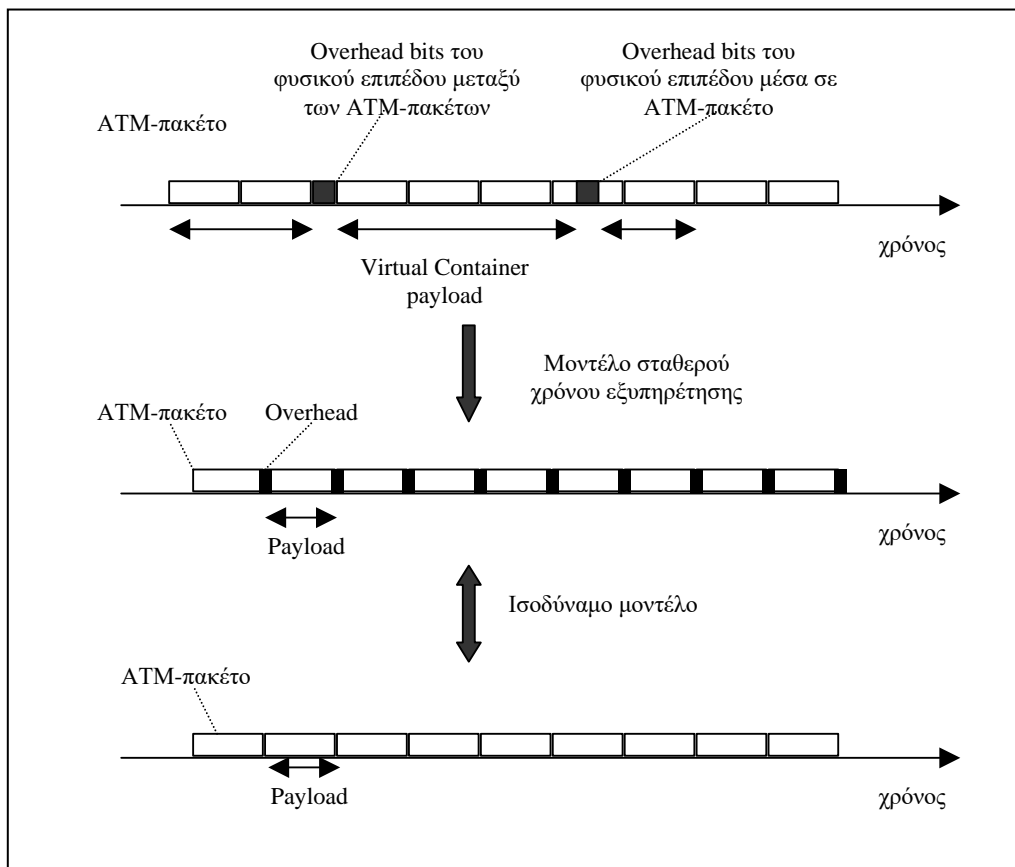 Overhead bits του
φυσικού επιπέδου μεταξύ
των ΑΤΜ-πακέτων
Overhead bits του
φυσικού επιπέδου μέσα σε
ΑΤΜ-πακέτο
ΑΤΜ-πακέτο
χρόνος
Virtual Container
payload
Μοντέλο σταθερού
χρόνου εξυπηρέτησης
ΑΤΜ-πακέτο
Overhead
χρόνος
Payload
Ισοδύναμο μοντέλο
ΑΤΜ-πακέτο
Payload
χρόνος